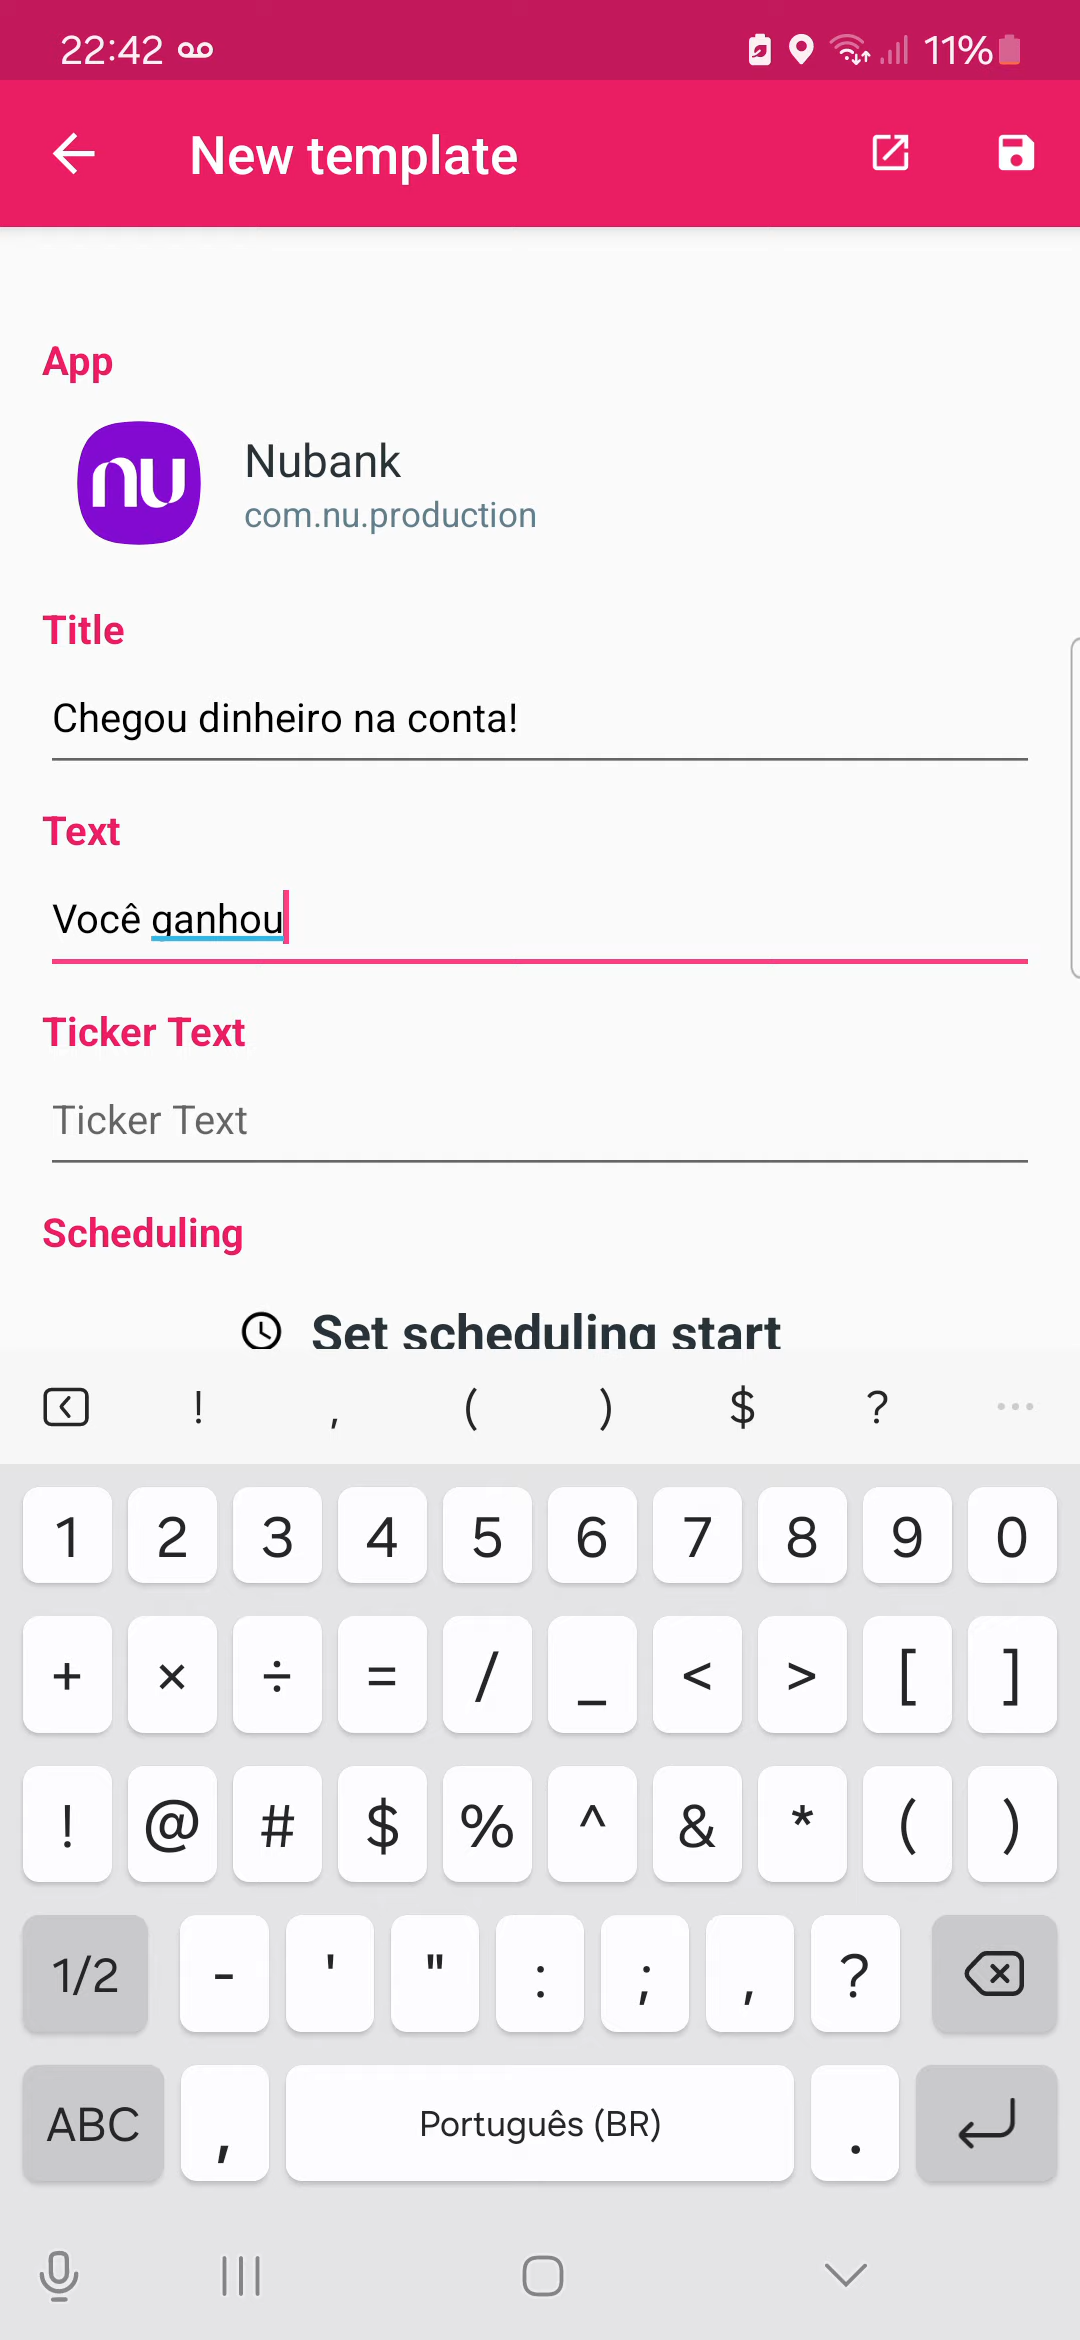 22:42 11%
New template
App
nu
Nubank
com.nu.production
Title
Chegou dinheiro na conta!
Text
Você ganhou
Ticker Text
Ticker Text
Scheduling
Set scheduling start
! , ( ) $ ? ...
1 2 3 4 5 6 7 8 9 0
+ × ÷ = / _ < > [ ]
! @ # $ % ^ & * ( )
1/2 - ' " : ; , ?
ABC , Português (BR) .